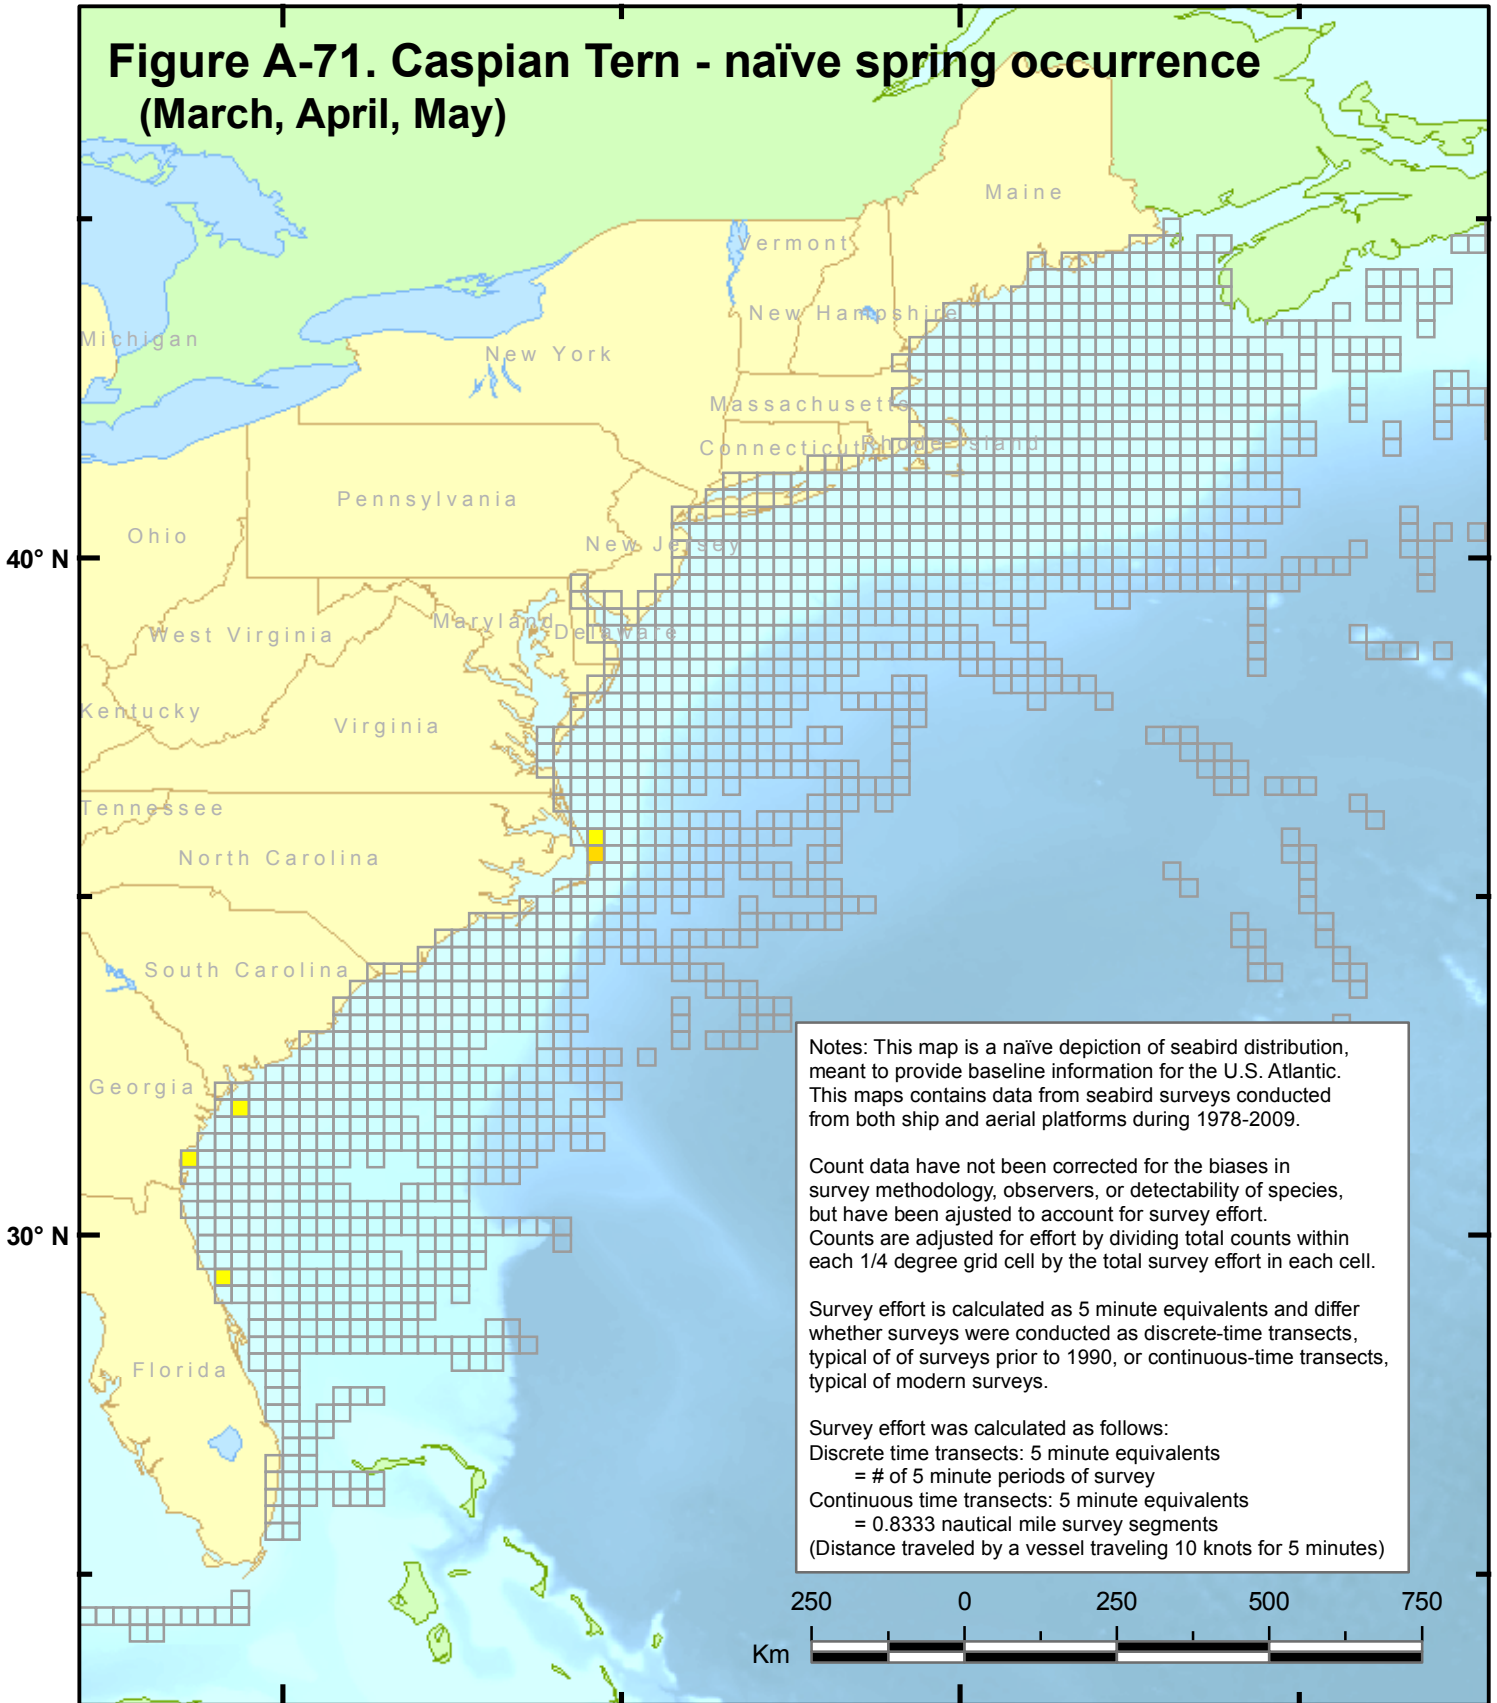 Figure A-71. Caspian Tern - naïve spring occurrence
(March, April, May)
Maine
Vermont
New Hampshire
Michigan
New York
Massachusetts
Connecticut
Rhode Island
Pennsylvania
Ohio
New Jersey
40° N
Maryland
Delaware
West Virginia
Kentucky
Virginia
Tennessee
North Carolina
South Carolina
Georgia
30° N
Florida
Notes: This map is a naïve depiction of seabird distribution,
meant to provide baseline information for the U.S. Atlantic.
This maps contains data from seabird surveys conducted
from both ship and aerial platforms during 1978-2009.
Count data have not been corrected for the biases in
survey methodology, observers, or detectability of species,
but have been ajusted to account for survey effort.
Counts are adjusted for effort by dividing total counts within
each 1/4 degree grid cell by the total survey effort in each cell.
Survey effort is calculated as 5 minute equivalents and differ
whether surveys were conducted as discrete-time transects,
typical of of surveys prior to 1990, or continuous-time transects,
typical of modern surveys.
Survey effort was calculated as follows:
Discrete time transects: 5 minute equivalents
= # of 5 minute periods of survey
Continuous time transects: 5 minute equivalents
= 0.8333 nautical mile survey segments
(Distance traveled by a vessel traveling 10 knots for 5 minutes)
250 0 250 500 750
Km